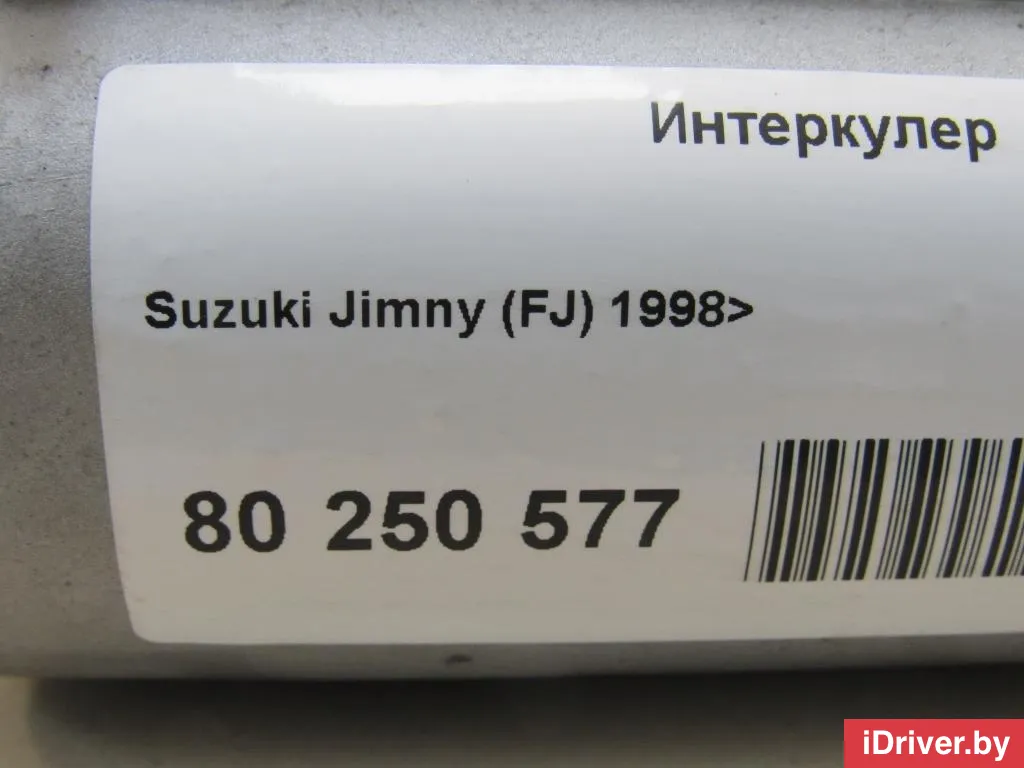 Интеркулер
Suzuki Jimny (FJ) 1998>
80 250 577
iDriver.by